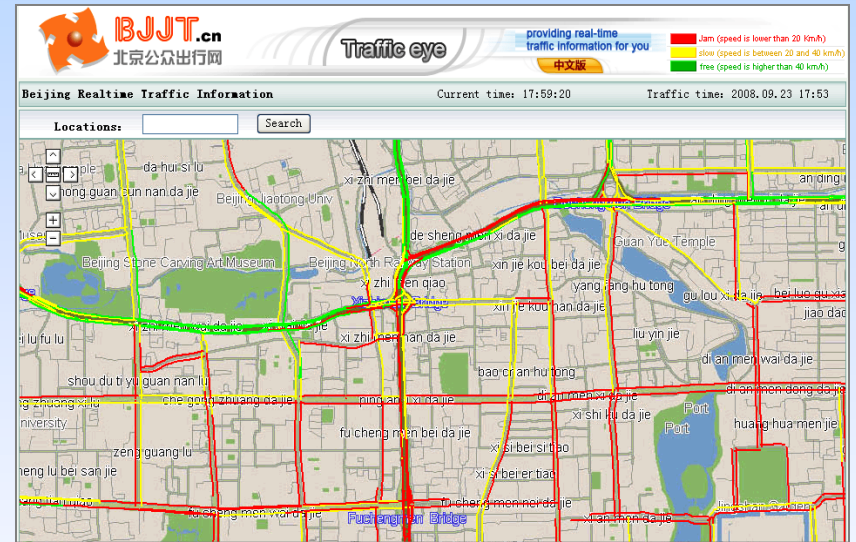 BJJT.cn
北京公众出行网
Traffic eye
providing real-time
traffic information for you
中文版
Jam (speed is lower than 20 Km/h)
slow (speed is between 20 and 40 km/h)
free (speed is higher than 40 km/h)
Beijing Realtime Traffic Information
Current time: 17:59:20
Traffic time: 2008.09.23 17:53
Locations:
Search
da hui si lu
xi zhi men bei da jie
Beijing Jiaotong Univ
de sheng men xi da jie
Guan Yue Temple
Beijing Stone Carving Art Museum
Beijing North Railway Station
xin jie kou bei da jie
xi zhi men qiao
yang fang hu tong
gu lou xi da jie
xin jie kou nan da jie
jiao dao
xi zhi men wai da jie
xi zhi men nan da jie
liu yin jie
di an men wai da jie
shou du ti yu guan nan lu
che gong zhuang da jie
ping an li xi da jie
di an men xi da jie
di an men dong da jie
Port
xi shi ku da jie
Port
huang hua men jie
niversity
fu cheng men bei da jie
xi si bei si tiao
zeng guang lu
heng lu bei san jie
xi si bei er tiao
fu cheng men wai da jie
fu cheng men nei da jie
Fuchengmen Bridge
xi an men da jie